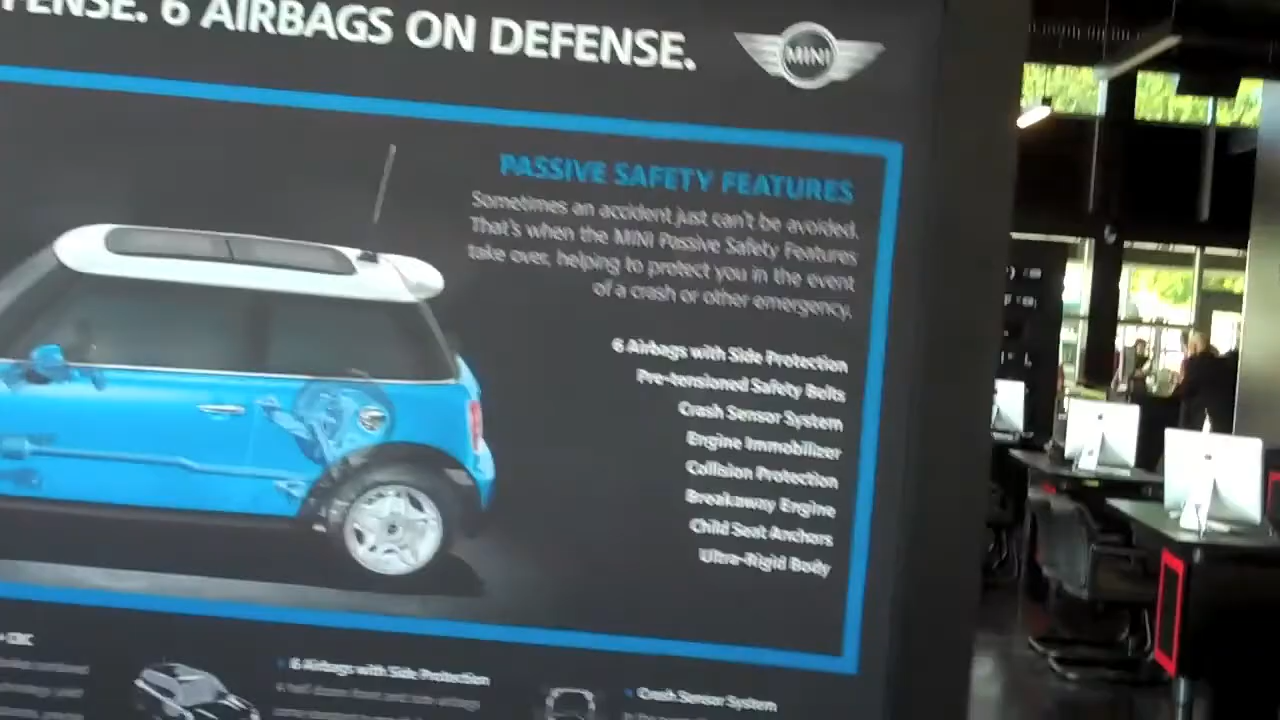 FENSE. 6 AIRBAGS ON DEFENSE.
MINI
PASSIVE SAFETY FEATURES
Sometimes an accident just can't be avoided.
That's when the MINI Passive Safety Features
take over, helping to protect you in the event
of a crash or other emergency.
6 Airbags with Side Protection
Pre-tensioned Safety Belts
Crash Sensor System
Engine Immobilizer
Collision Protection
Breakaway Engine
Child Seat Anchors
Ultra-Rigid Body
6 Airbags with Side Protection
Crash Sensor System